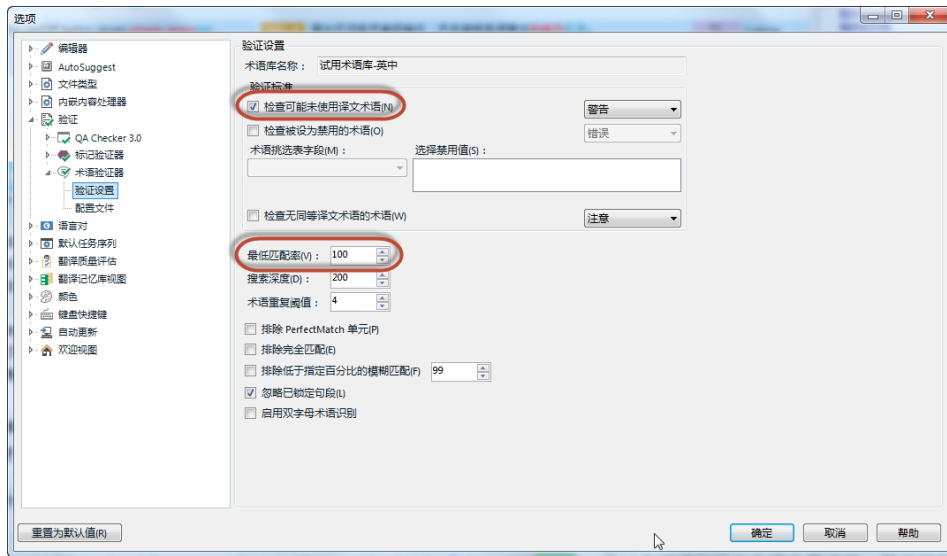 选项
编辑器
AutoSuggest
文件类型
内嵌内容处理器
验证
QA Checker 3.0
标记验证器
术语验证器
验证设置
配置文件
语言对
默认任务序列
翻译质量评估
翻译记忆库视图
颜色
键盘快捷键
自动更新
欢迎视图
验证设置
术语库名称： 试用术语库-英中
验证标准
检查可能未使用译文术语(N) 警告
检查被设为禁用的术语(O) 错误
术语挑选表字段(M)： 选择禁用值(S)：
检查无同等译文术语的术语(W) 注意
最低匹配率(V)： 100
搜索深度(D)： 200
术语重复阈值： 4
排除 PerfectMatch 单元(P)
排除完全匹配(E)
排除低于指定百分比的模糊匹配(F) 99
忽略已锁定句段(L)
启用双字母术语识别
重置为默认值(R) 确定 取消 帮助